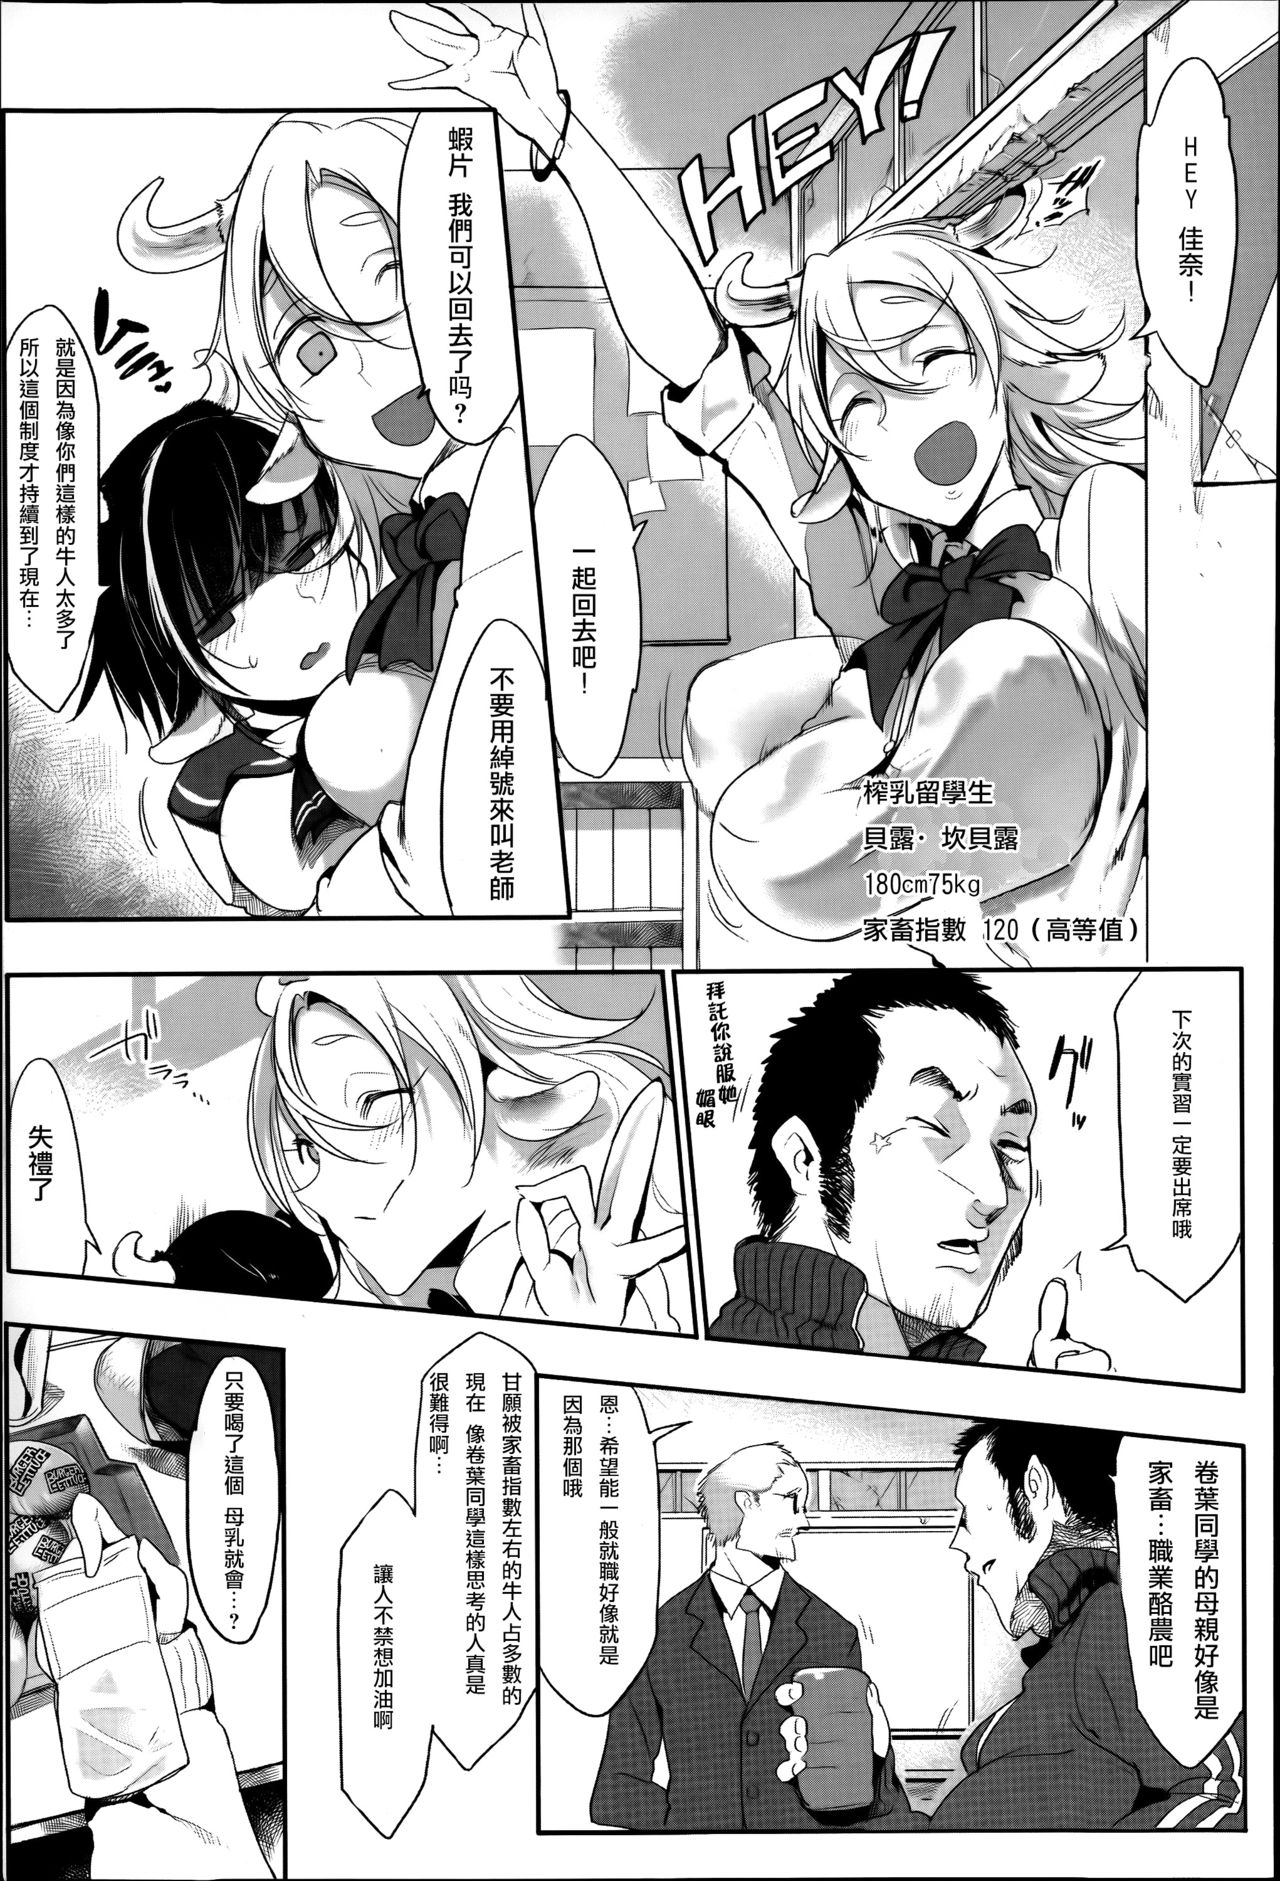 HEY 佳奈！
HEY!
HEY!
一起回去吧！
榨乳留學生
貝露·坎貝露
180cm75kg
家畜指數 120（高等值）
蝦片 我們可以回去了吗？
不要用綽號來叫老師
就是因為像你們這樣的牛人太多了
所以這個制度才持續到了現在…
下次的實習一定要出席哦
拜託你說服她
媚眼
失禮了
卷葉同學的母親好像是
家畜…職業酪農吧
恩…希望能一般就職好像就是
因為那個哦
甘願被家畜指數左右的牛人占多數的
現在 像卷葉同學這樣思考的人真是
很難得啊…
讓人不禁想加油啊
只要喝了這個 母乳就會…？
BURGER
LETTUCE
BURGER
LETTUCE